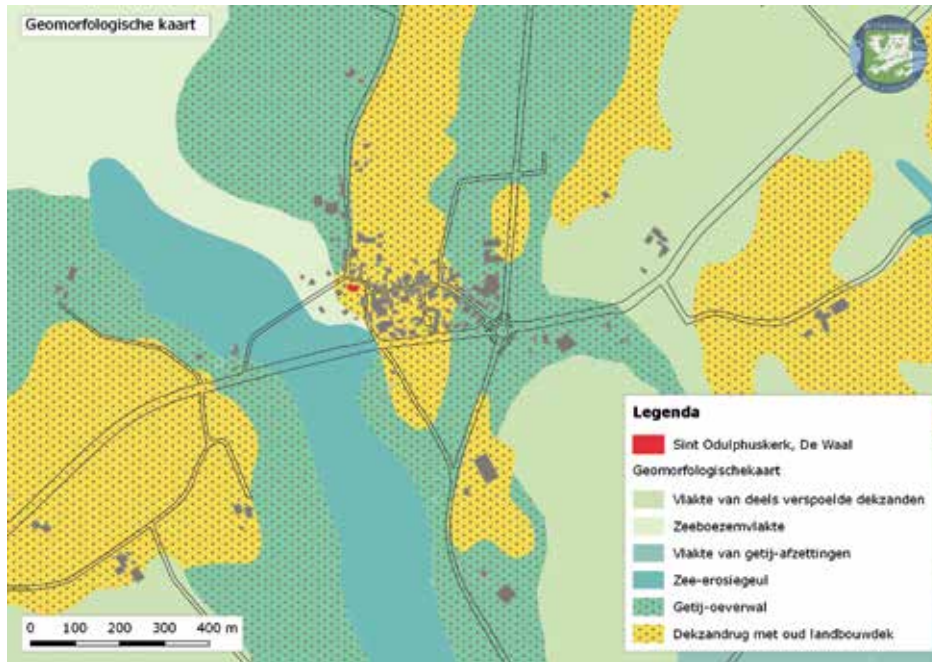 Geomorfologische kaart
Legenda
Sint Odulphuskerk, De Waal
Geomorfologischekaart
Vlakte van deels verspoelde dekzanden
Zeeboezemvlakte
Vlakte van getij-afzettingen
Zee-erosiegeul
Getij-oeverwal
Dekzandrug met oud landbouwdek
0 100 200 300 400 m